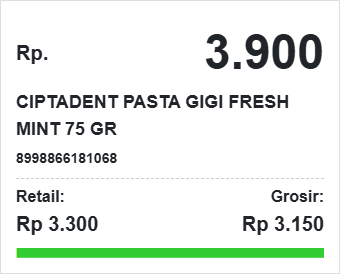 Rp. 3.900
CIPTADENT PASTA GIGI FRESH
MINT 75 GR
8998866181068
Retail: Grosir:
Rp 3.300 Rp 3.150